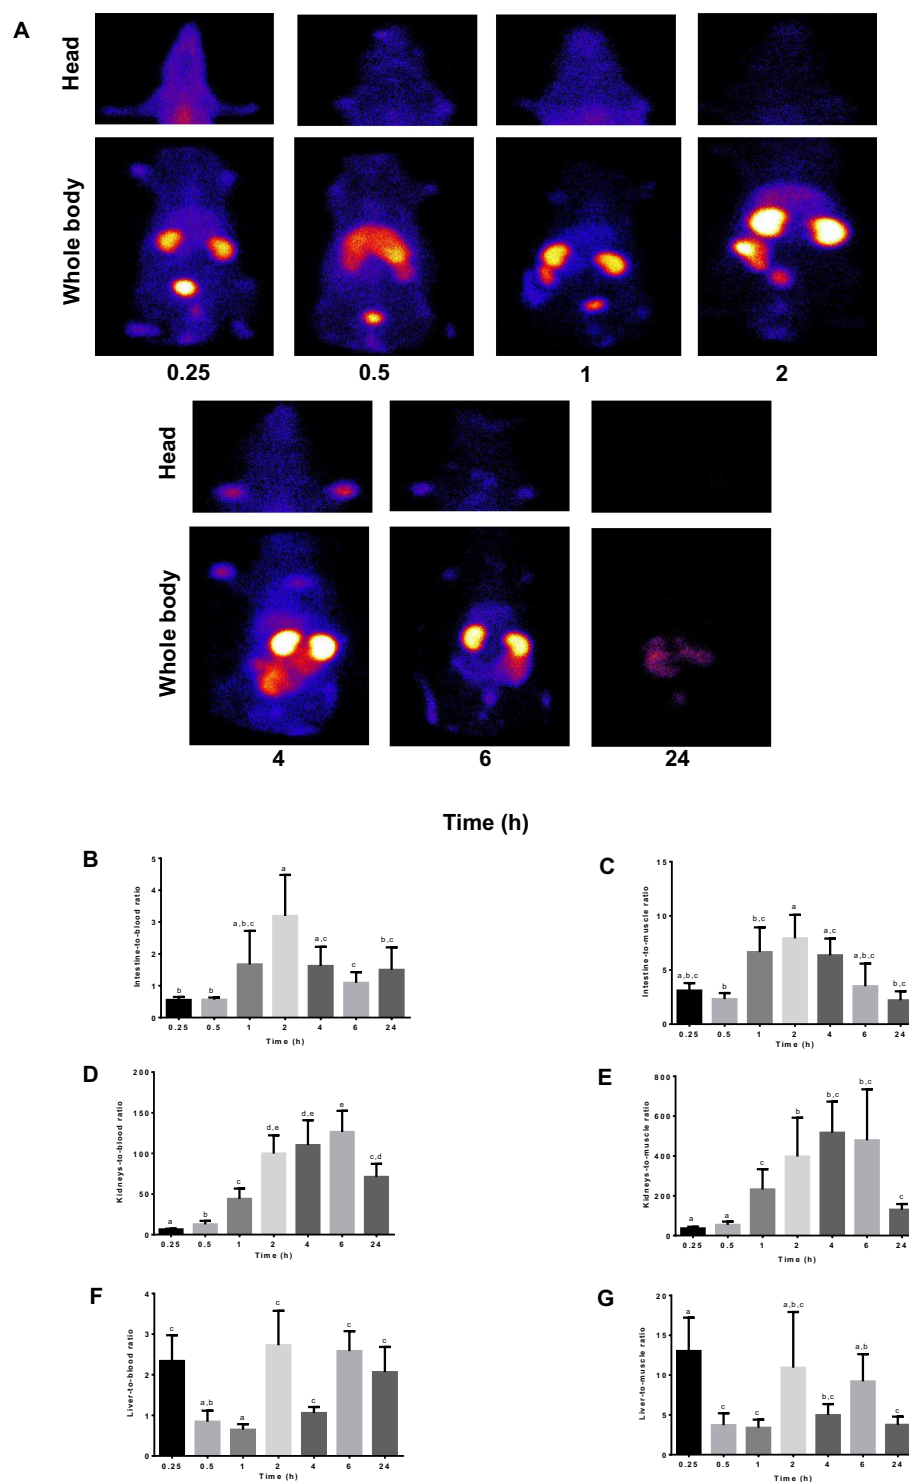 A
Head
Whole body
0.25 0.5 1 2
Head
Whole body
4 6 24
Time (h)
B
Intestine-to-blood ratio
5
4
3
2
1
0
b b a,b,c a a,c c b,c
0.25 0.5 1 2 4 6 24
Time (h)
C
Intestine-to-muscle ratio
15
10
5
0
a,b,c b b,c a a,c a,b,c b,c
0.25 0.5 1 2 4 6 24
Time (h)
D
Kidneys-to-blood ratio
200
150
100
50
0
a b c d,e d,e e c,d
0.25 0.5 1 2 4 6 24
Time (h)
E
Kidneys-to-muscle ratio
800
600
400
200
0
a a c b b,c b,c c
0.25 0.5 1 2 4 6 24
Time (h)
F
Liver-to-blood ratio
4
3
2
1
0
c a,b a c c c c
0.25 0.5 1 2 4 6 24
Time (h)
G
Liver-to-muscle ratio
20
15
10
5
0
a c c a,b,c b,c a,b c
0.25 0.5 1 2 4 6 24
Time (h)